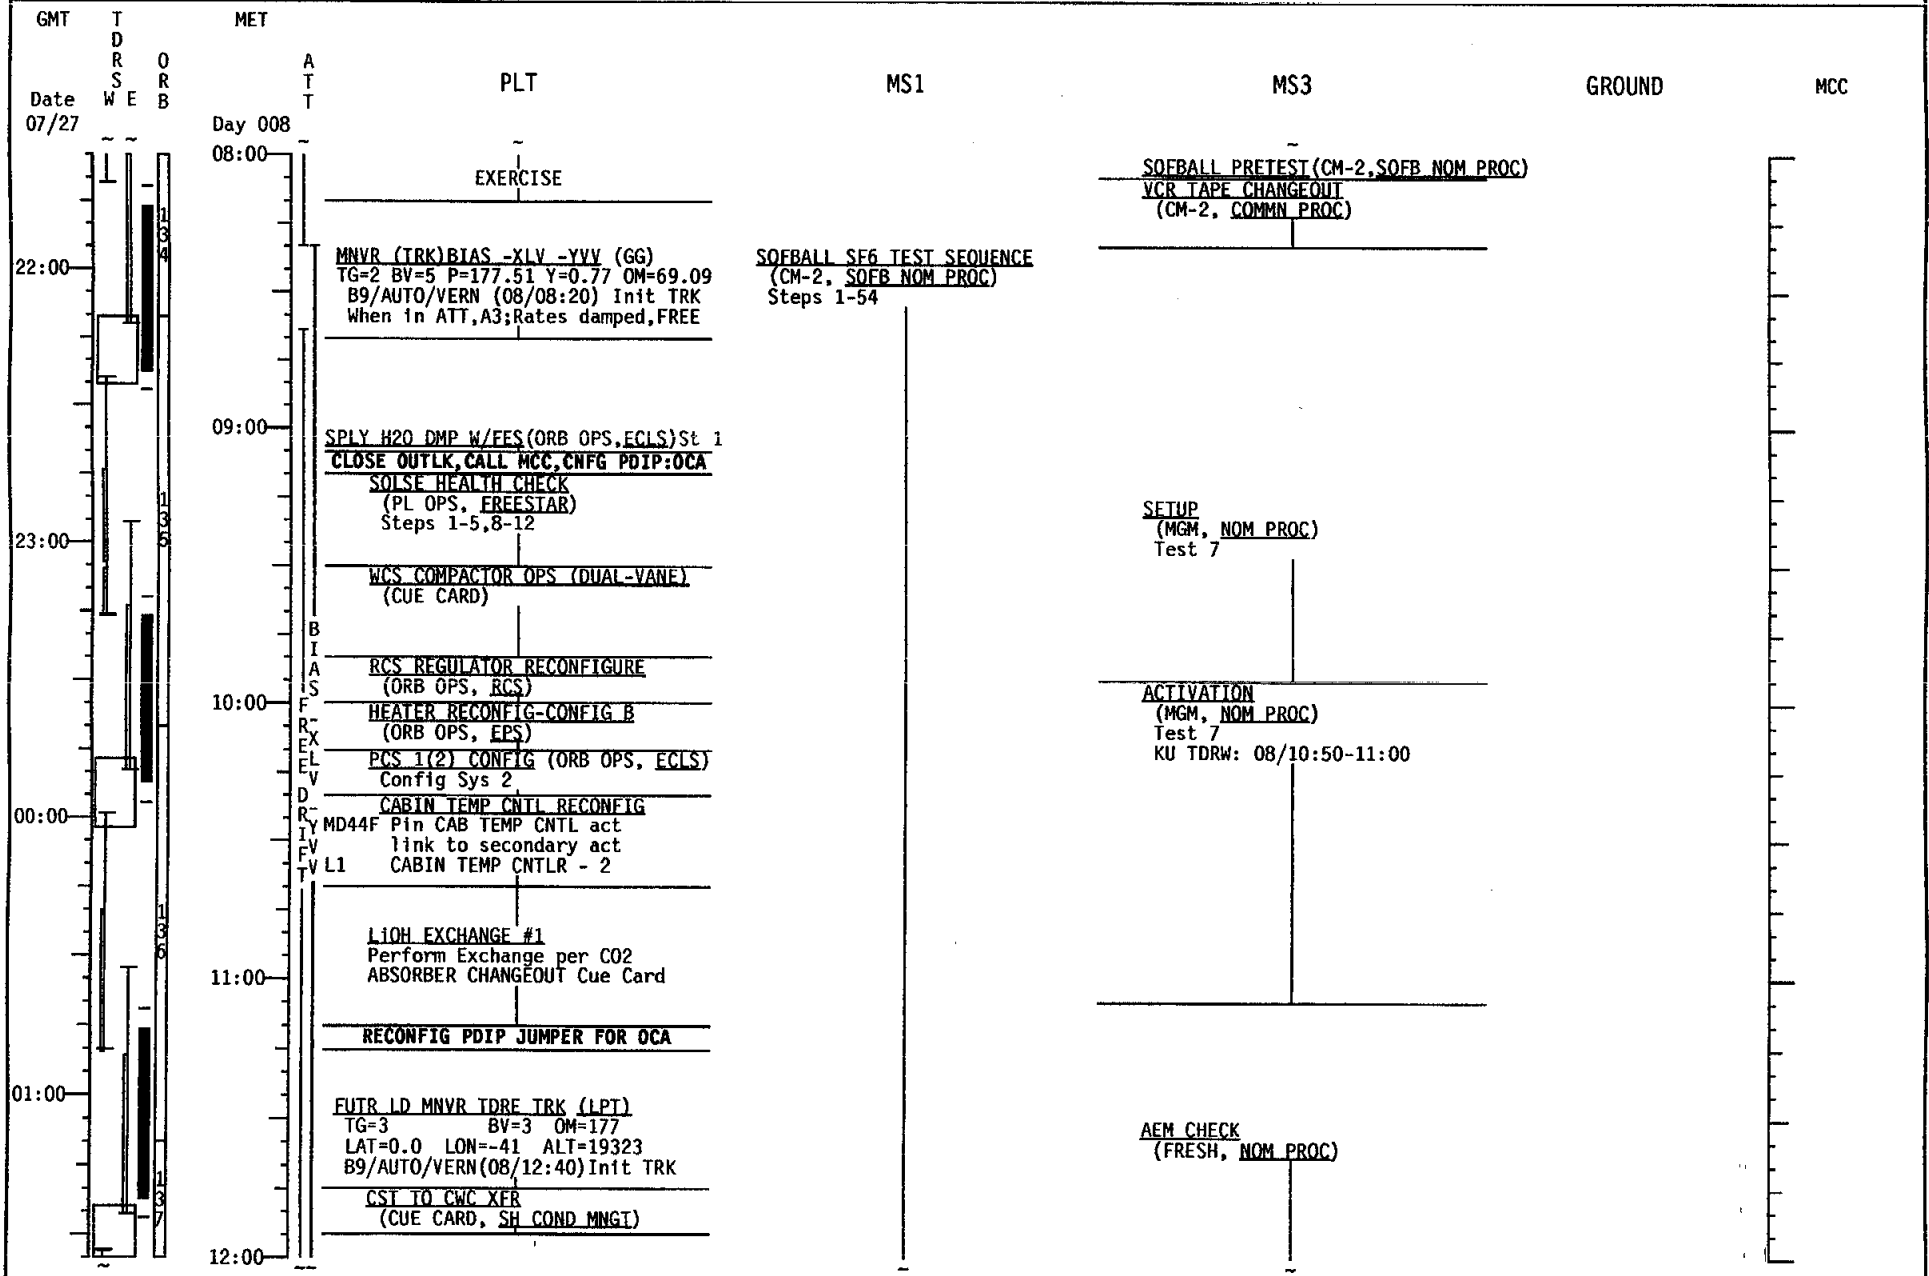 GMT
TDRS
W E
ORB
MET
ATT
PLT
MS1
MS3
GROUND
MCC
Date
07/27
Day 008
22:00
23:00
00:00
01:00
134
135
136
137
08:00
09:00
10:00
11:00
12:00
BIAS -XLV -YVV
FREE DRIFT
EXERCISE
MNVR (TRK)BIAS -XLV -YVV (GG)
TG=2 BV=5 P=177.51 Y=0.77 OM=69.09
B9/AUTO/VERN (08/08:20) Init TRK
When in ATT,A3;Rates damped,FREE
SPLY H2O DMP W/FES(ORB OPS,ECLS)St 1
CLOSE OUTLK,CALL MCC,CNFG PDIP:OCA
SOLSE HEALTH CHECK
(PL OPS, FREESTAR)
Steps 1-5,8-12
WCS COMPACTOR OPS (DUAL-VANE)
(CUE CARD)
RCS REGULATOR RECONFIGURE
(ORB OPS, RCS)
HEATER RECONFIG-CONFIG B
(ORB OPS, EPS)
PCS 1(2) CONFIG (ORB OPS, ECLS)
Config Sys 2
CABIN TEMP CNTL RECONFIG
MD44F Pin CAB TEMP CNTL act
link to secondary act
L1 CABIN TEMP CNTLR - 2
LiOH EXCHANGE #1
Perform Exchange per CO2
ABSORBER CHANGEOUT Cue Card
RECONFIG PDIP JUMPER FOR OCA
FUTR LD MNVR TDRE TRK (LPT)
TG=3 BV=3 OM=177
LAT=0.0 LON=-41 ALT=19323
B9/AUTO/VERN(08/12:40)Init TRK
CST TO CWC XFR
(CUE CARD, SH COND MNGT)
SOFBALL SF6 TEST SEQUENCE
(CM-2, SOFB NOM PROC)
Steps 1-54
SOFBALL PRETEST(CM-2,SOFB NOM PROC)
VCR TAPE CHANGEOUT
(CM-2, COMMN PROC)
SETUP
(MGM, NOM PROC)
Test 7
ACTIVATION
(MGM, NOM PROC)
Test 7
KU TDRW: 08/10:50-11:00
AEM CHECK
(FRESH, NOM PROC)